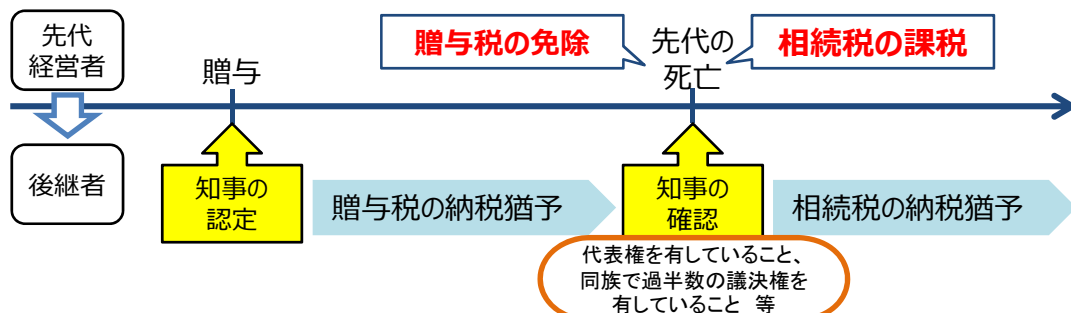 先代
経営者
贈与税の免除
先代の
死亡
相続税の課税
贈与
後継者
知事の
認定
贈与税の納税猶予
知事の
確認
相続税の納税猶予
代表権を有していること、
同族で過半数の議決権を
有していること 等